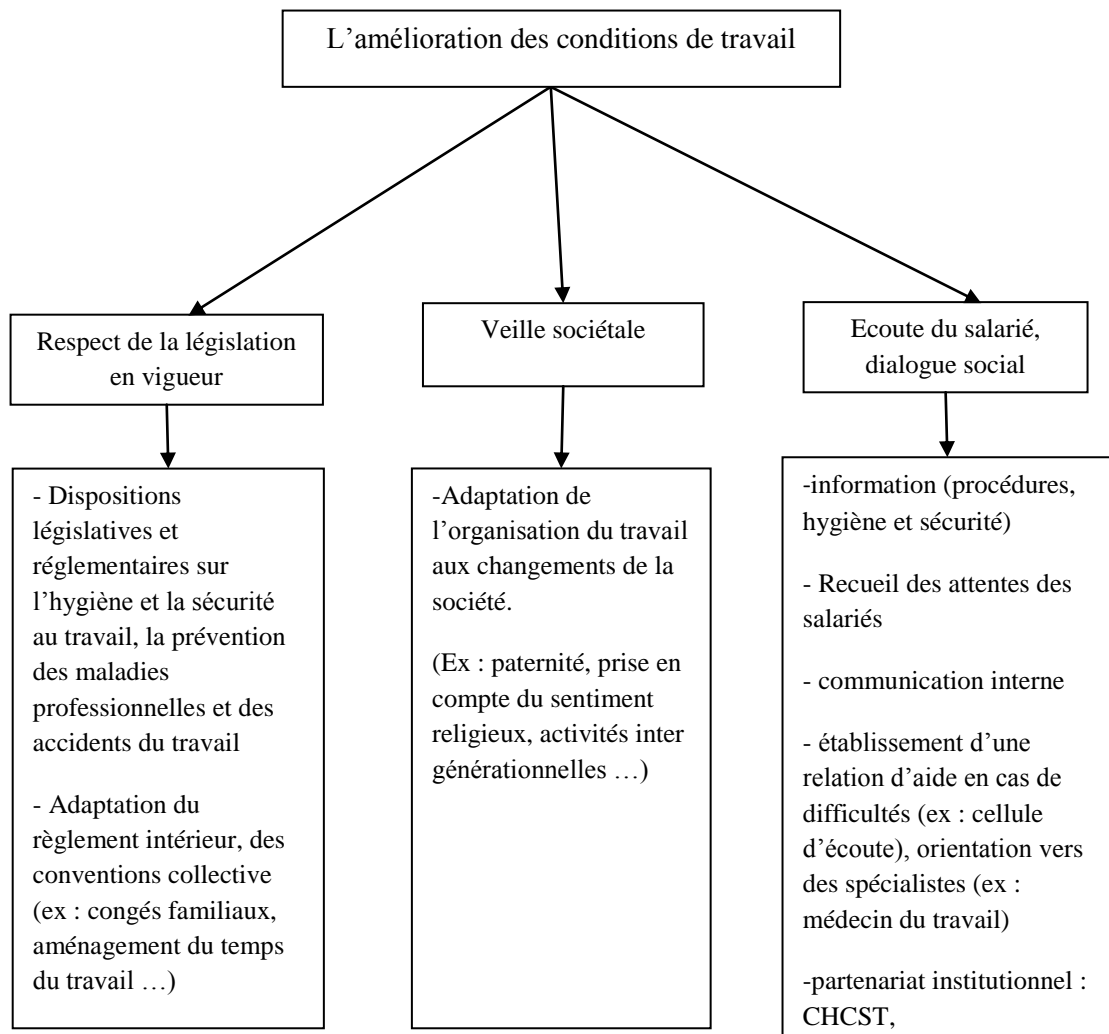 L'amélioration des conditions de travail
Respect de la législation
en vigueur
Veille sociétale
Ecoute du salarié,
dialogue social
- Dispositions
législatives et
réglementaires sur
l'hygiène et la sécurité
au travail, la prévention
des maladies
professionnelles et des
accidents du travail
- Adaptation du
règlement intérieur, des
conventions collective
(ex : congés familiaux,
aménagement du temps
du travail …)
-Adaptation de
l'organisation du travail
aux changements de la
société.
(Ex : paternité, prise en
compte du sentiment
religieux, activités inter
générationnelles …)
-information (procédures,
hygiène et sécurité)
- Recueil des attentes des
salariés
- communication interne
- établissement d'une
relation d'aide en cas de
difficultés (ex : cellule
d'écoute), orientation vers
des spécialistes (ex :
médecin du travail)
-partenariat institutionnel :
CHCST,